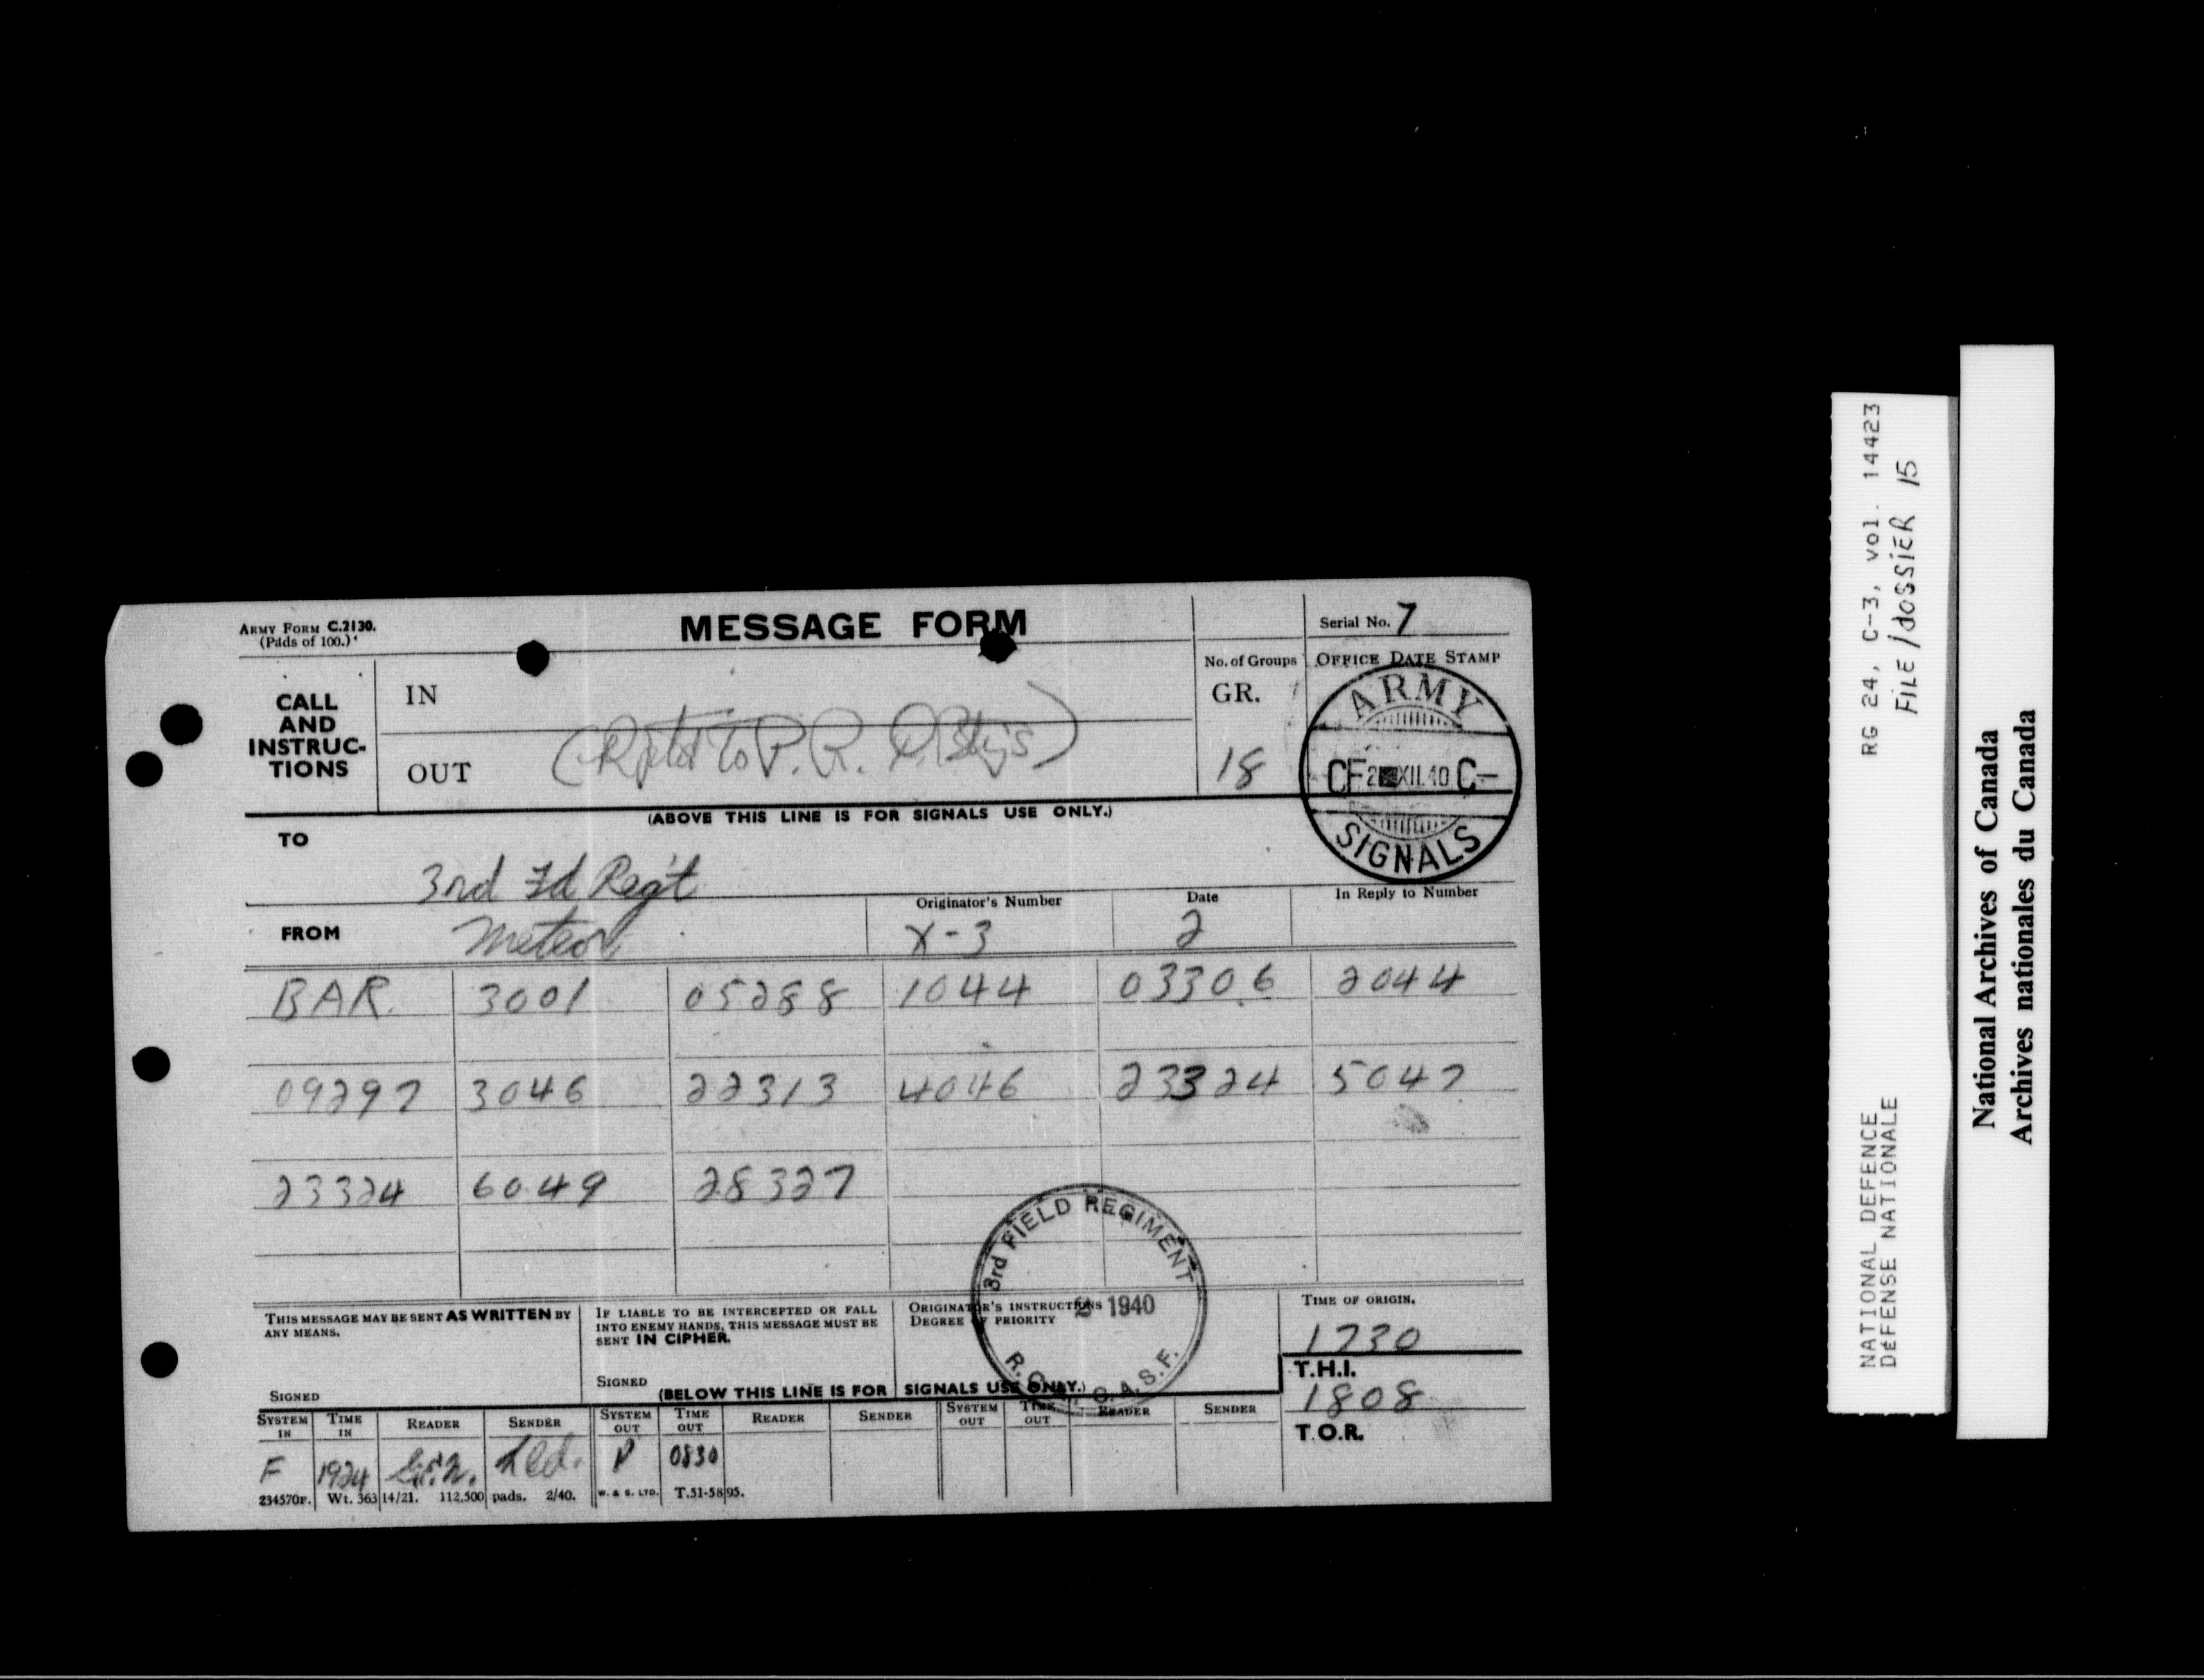 ARMY FORM C.2130.
(Pads of 100.)
MESSAGE FORM
Serial No. 7
CALL
AND
INSTRUC-
TIONS
IN
OUT
to P. R.
No. of Groups
GR.
18
OFFICE DATE STAMP
ARMY
CF 2 XII.40 C-
SIGNALS
(ABOVE THIS LINE IS FOR SIGNALS USE ONLY.)
TO
3rd Fd Reg't
FROM
Meteor
Originator's Number
X-3
Date
2
In Reply to Number
BAR. 3001 05288 1044 03306 2044
09297 3046 22313 4046 23324 5047
23324 6049 28327
3rd FIELD REGIMENT
2 1940
R.C.A., C.A.S.F.
THIS MESSAGE MAY BE SENT AS WRITTEN BY
ANY MEANS.
SIGNED
IF LIABLE TO BE INTERCEPTED OR FALL
INTO ENEMY HANDS, THIS MESSAGE MUST BE
SENT IN CIPHER.
SIGNED
ORIGINATOR'S INSTRUCTIONS
DEGREE OF PRIORITY
TIME OF ORIGIN.
1730
T.H.I.
1808
T.O.R.
(BELOW THIS LINE IS FOR SIGNALS USE ONLY.)
SYSTEM IN TIME IN READER SENDER SYSTEM OUT TIME OUT READER SENDER SYSTEM OUT TIME OUT READER SENDER
F 1924 0830
234570F. Wt. 36314/21. 112,500 pads. 2/40. W. & S. LTD. T.51-5895.
RG 24, C-3, vol. 14423
FILE/dOSSiER 15
NATIONAL DEFENCE
DéFENSE NATIONALE
National Archives of Canada
Archives nationales du Canada